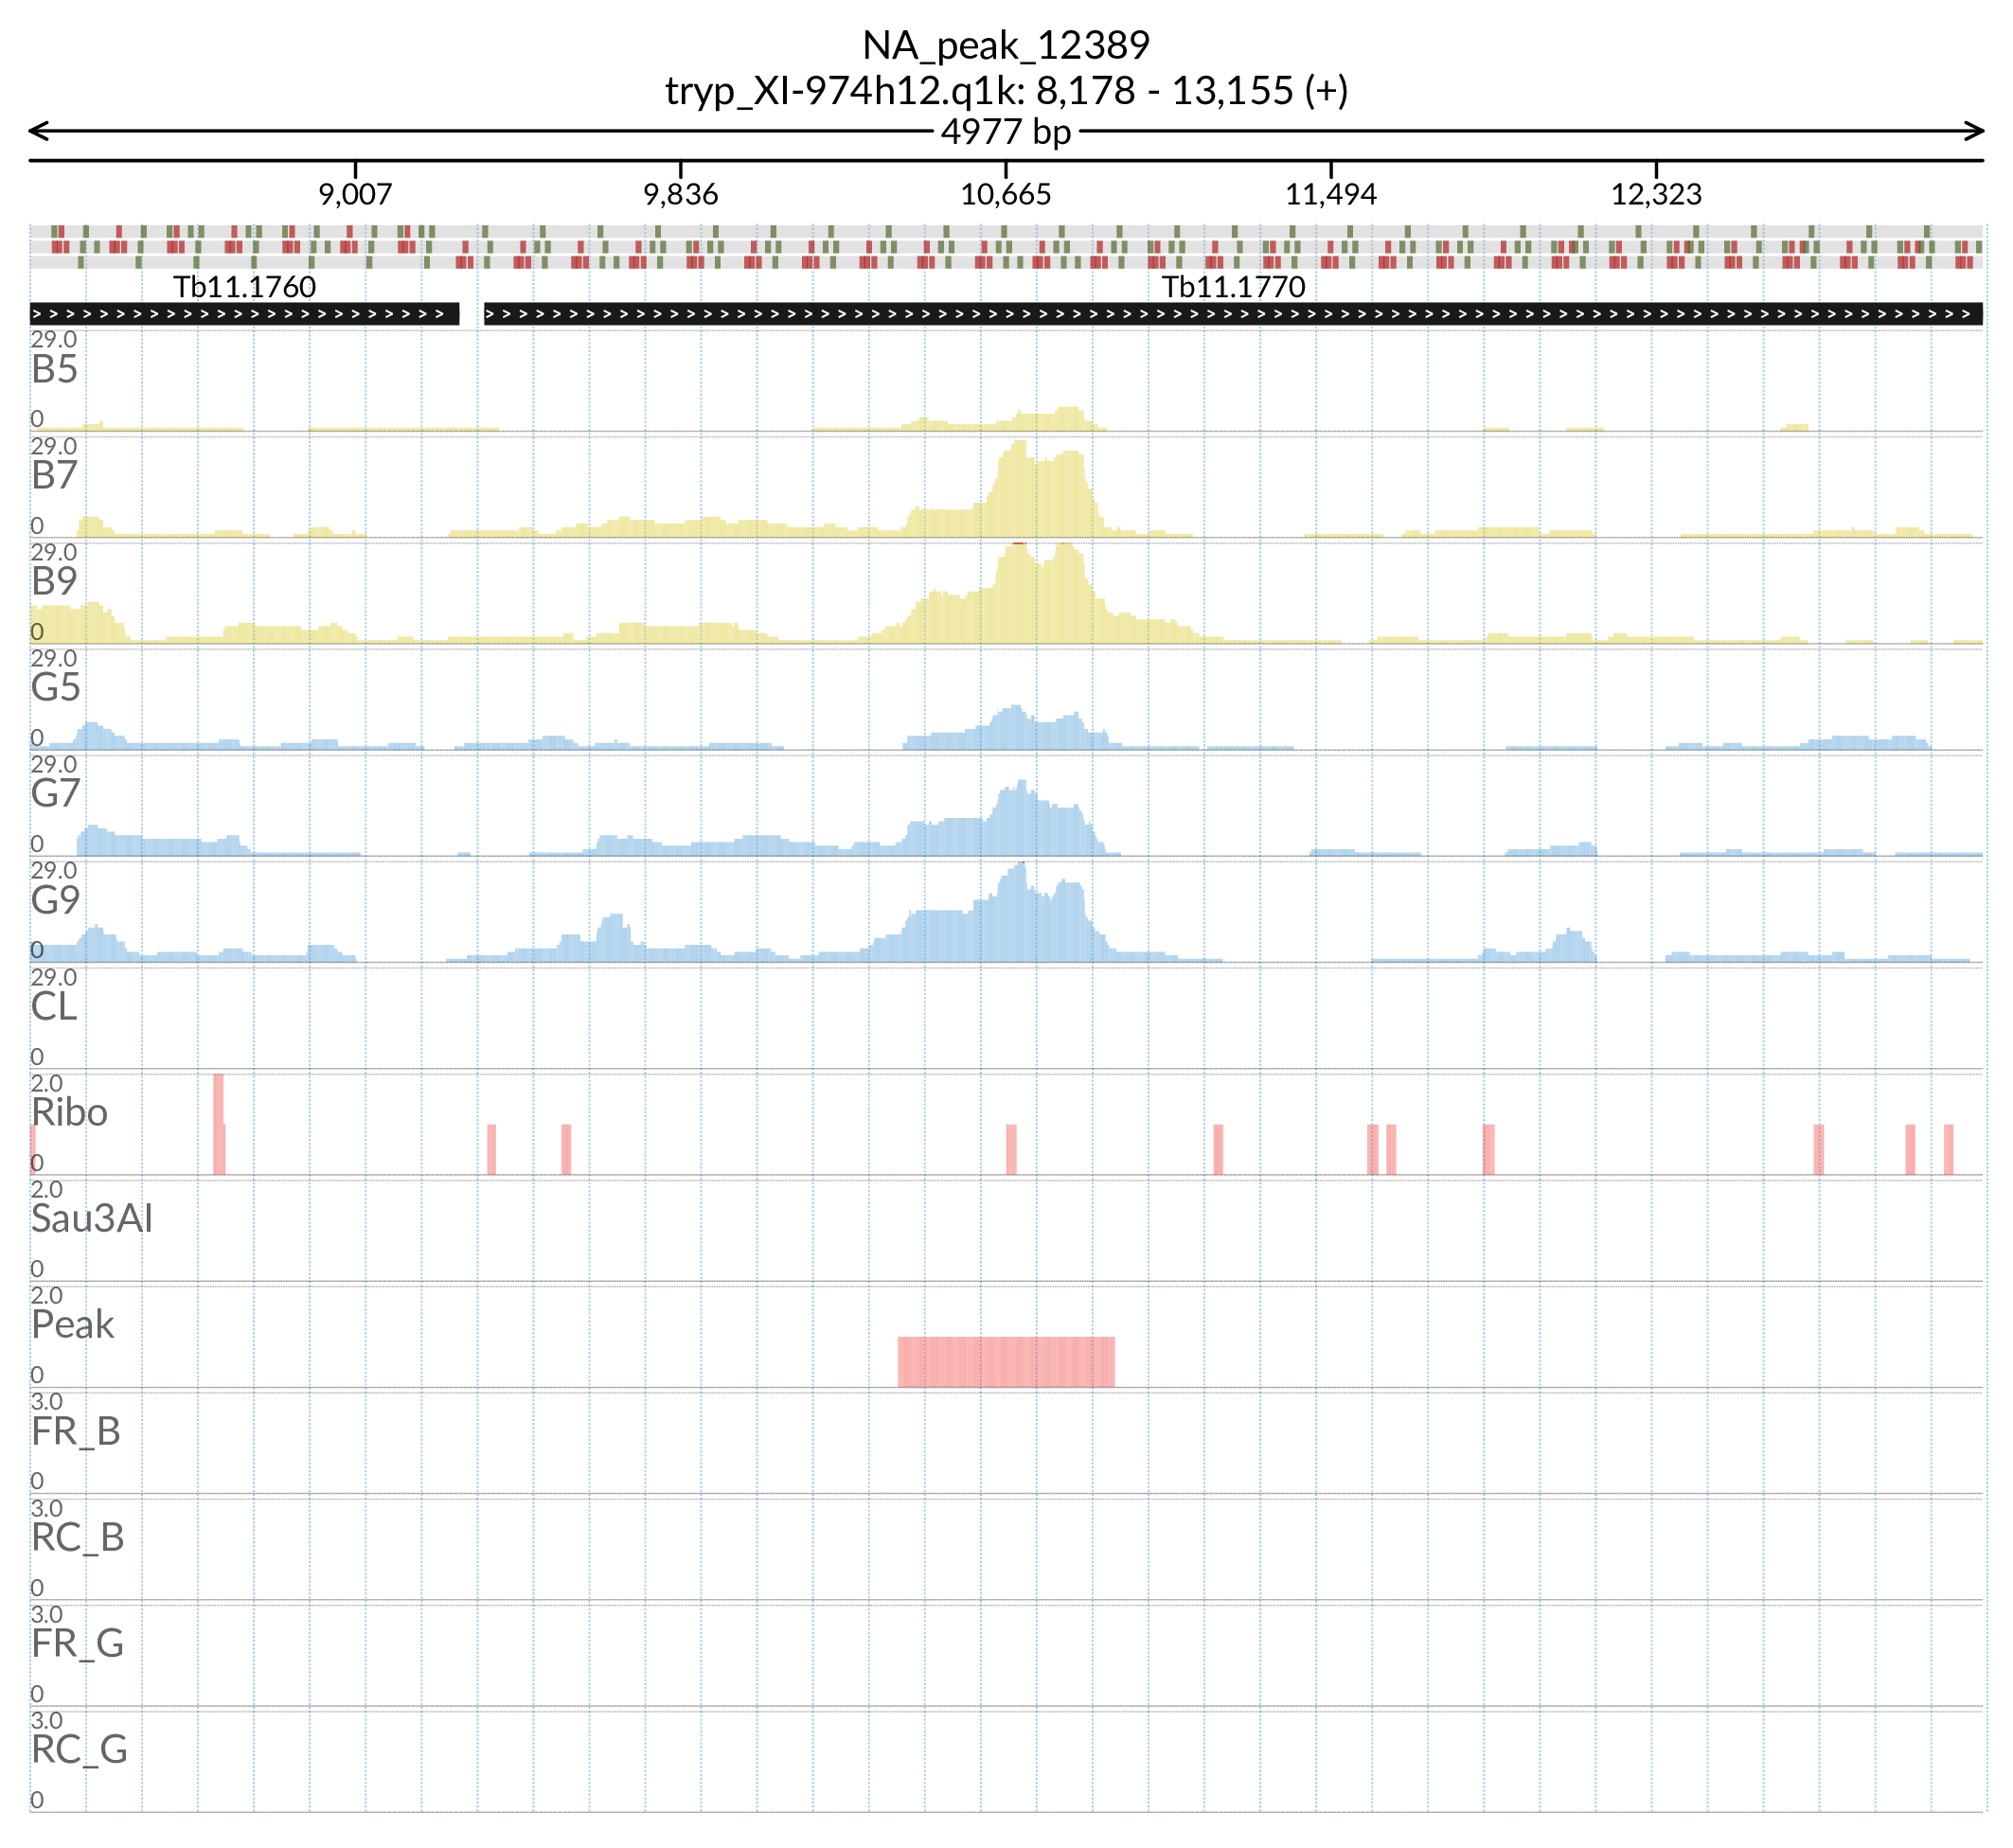 NA_peak_12389
tryp_XI-974h12.q1k: 8,178 - 13,155 (+)
4977 bp
9,007 9,836 10,665 11,494 12,323
Tb11.1760 Tb11.1770
29.0
B5
0
29.0
B7
0
29.0
B9
0
29.0
G5
0
29.0
G7
0
29.0
G9
0
29.0
CL
0
2.0
Ribo
0
2.0
Sau3AI
0
2.0
Peak
0
3.0
FR_B
0
3.0
RC_B
0
3.0
FR_G
0
3.0
RC_G
0